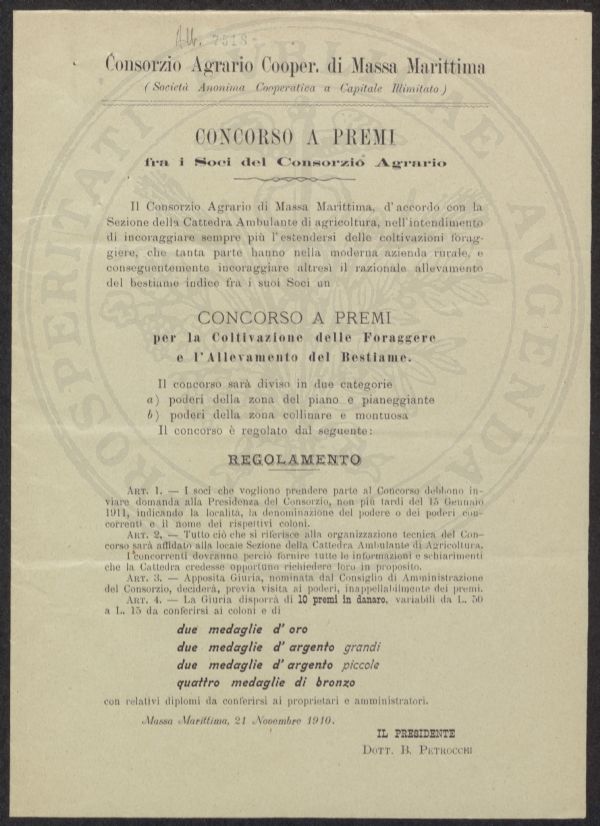 Alb. 7518-
Consorzio Agrario Cooper. di Massa Marittima
(Società Anonima Cooperativa a Capitale Illimitato)
CONCORSO A PREMI
fra i Soci del Consorzio Agrario
Il Consorzio Agrario di Massa Marittima, d'accordo con la
Sezione della Cattedra Ambulante di agricoltura, nell'intendimento
di incoraggiare sempre più l'estendersi delle coltivazioni forag-
giere, che tanta parte hanno nella moderna azienda rurale, e
conseguentemente incoraggiare altresì il razionale allevamento
del bestiame indice fra i suoi Soci un
CONCORSO A PREMI
per la Coltivazione delle Foraggere
e l'Allevamento del Bestiame.
Il concorso sarà diviso in due categorie
a) poderi della zona del piano e pianeggiante
b) poderi della zona collinare e montuosa
Il concorso è regolato dal seguente:
REGOLAMENTO
ART. 1. — I soci che vogliono prendere parte al Concorso debbono in-
viare domanda alla Presidenza del Consorzio, non più tardi del 15 Gennaio
1911, indicando la località, la denominazione del podere o dei poderi con-
correnti e il nome dei rispettivi coloni.
ART. 2. — Tutto ciò che si riferisce alla organizzazione tecnica del Con-
corso sarà affidato alla locale Sezione della Cattedra Ambulante di Agricoltura.
I concorrenti dovranno perciò fornire tutte le informazioni e schiarimenti
che la Cattedra credesse opportuno richiedere loro in proposito.
ART. 3. — Apposita Giuria, nominata dal Consiglio di Amministrazione
del Consorzio, deciderà, previa visita ai poderi, inappellabilmente dei premi.
ART. 4. — La Giuria disporrà di 10 premi in danaro, variabili da L. 50
a L. 15 da conferirsi ai coloni e di
due medaglie d'oro
due medaglie d'argento grandi
due medaglie d'argento piccole
quattro medaglie di bronzo
con relativi diplomi da conferirsi ai proprietari e amministratori.
Massa Marittima, 21 Novembre 1910.
IL PRESIDENTE
DOTT. B. PETROCCHI
PUBLICAE PROSPERITATI AVGENDAE